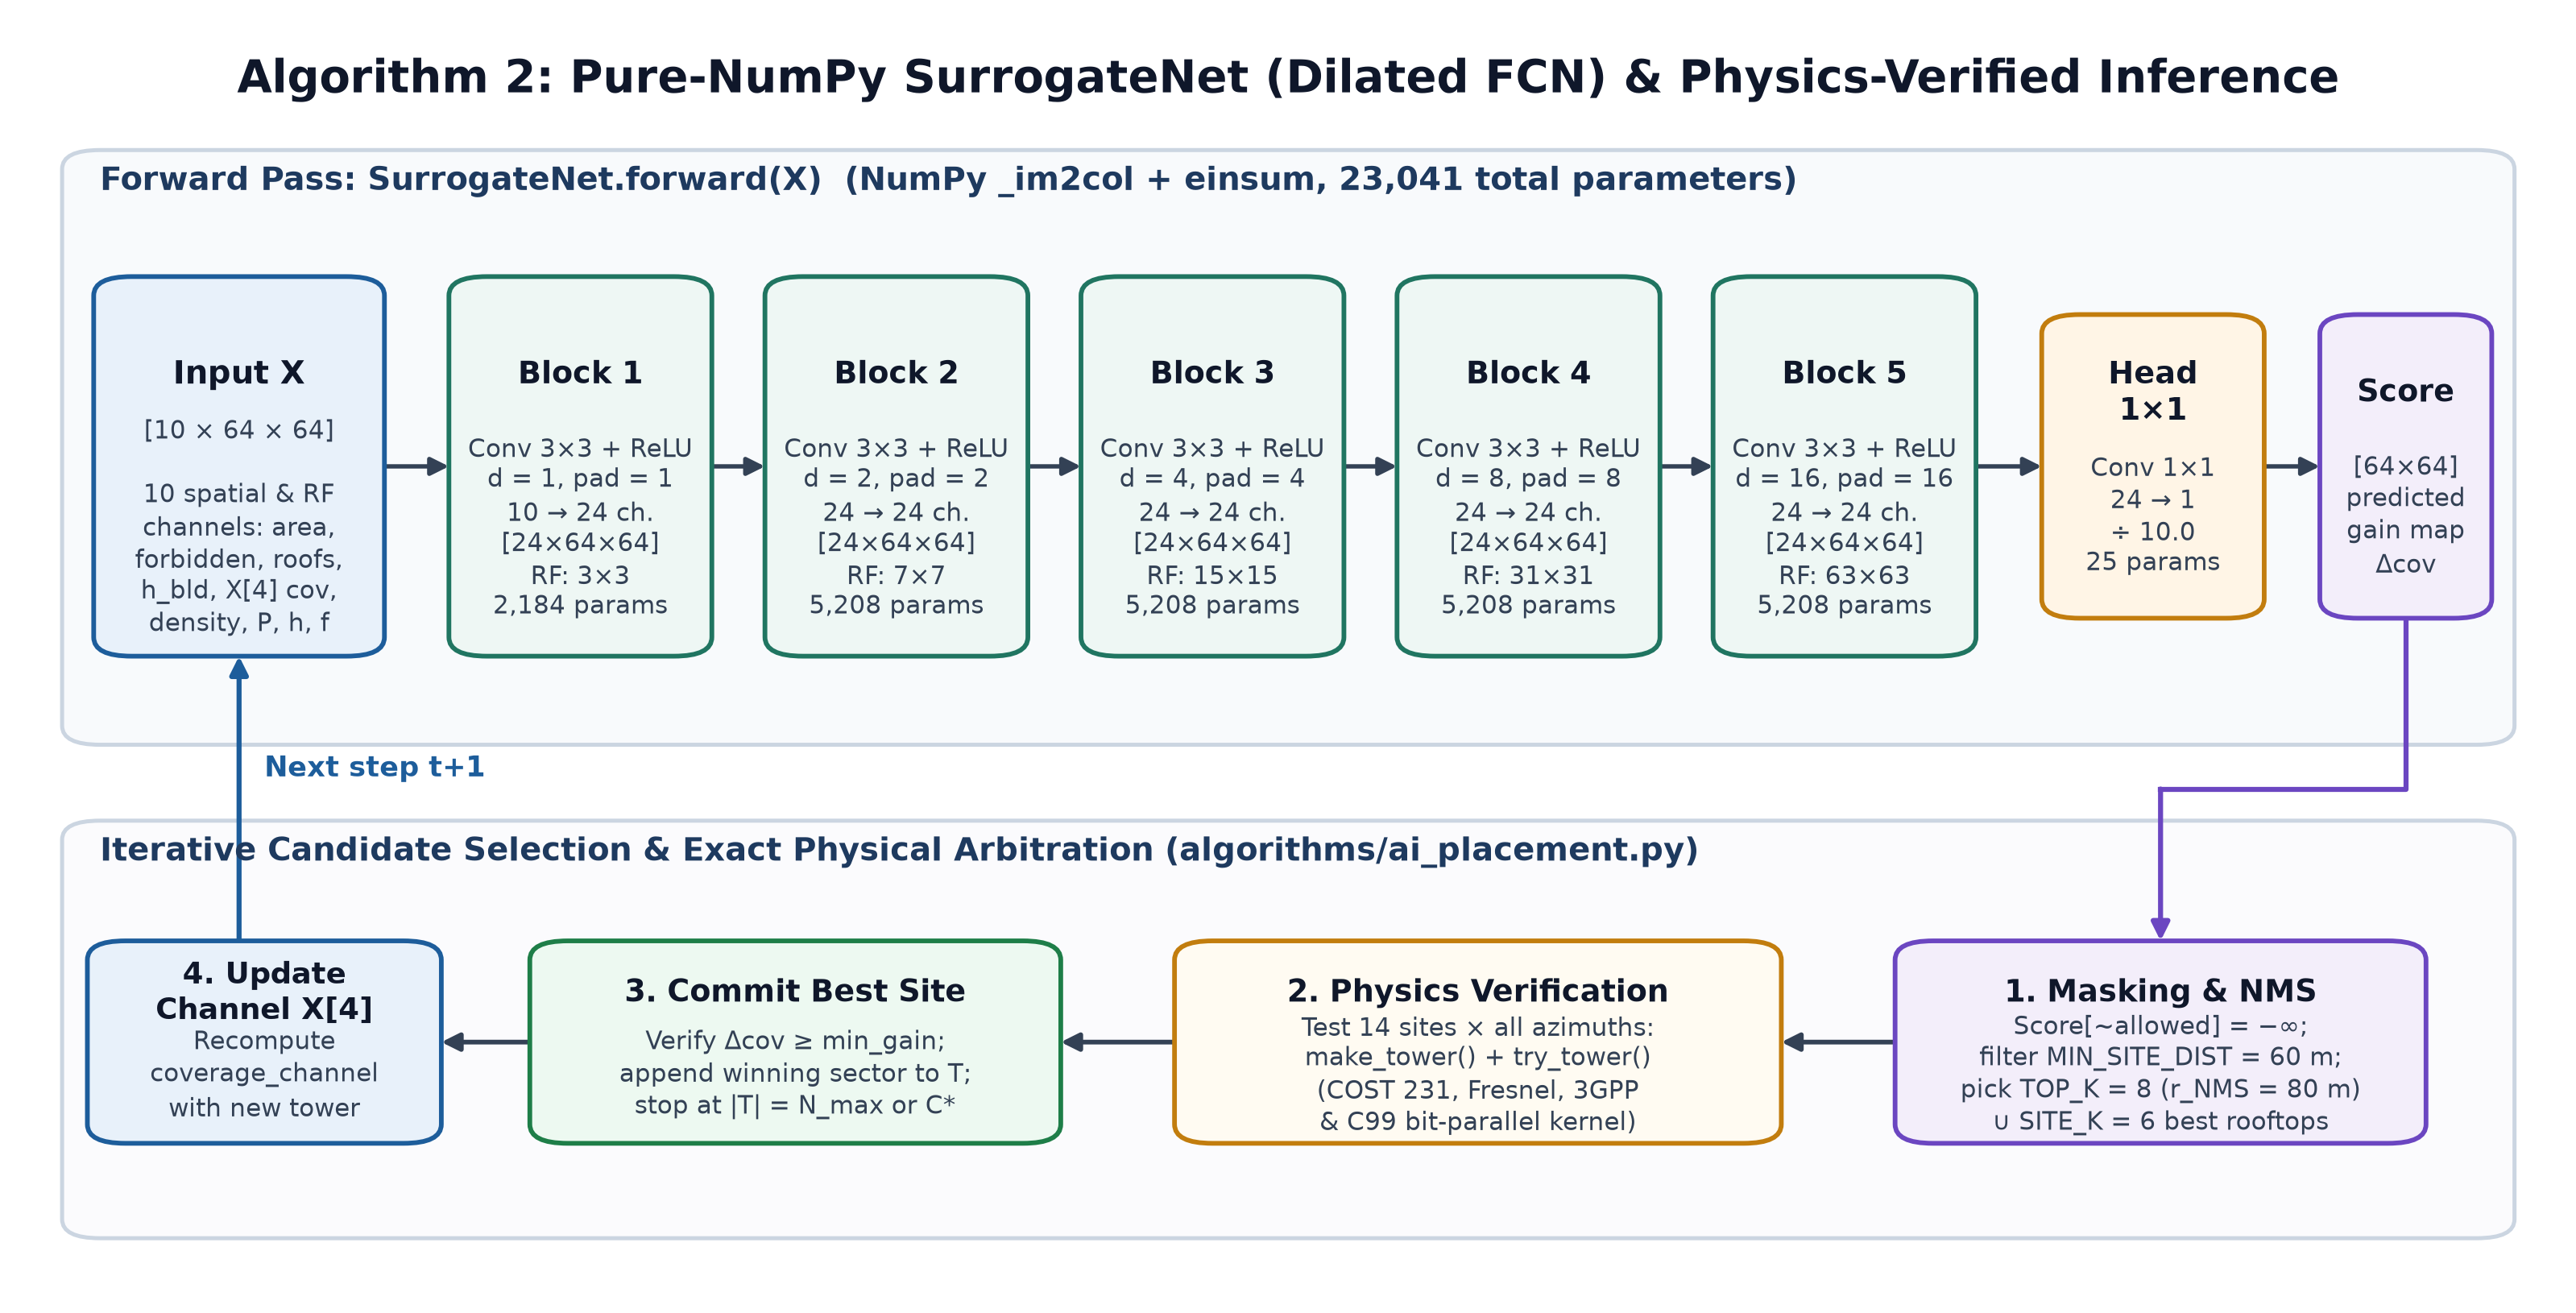 Algorithm 2: Pure-NumPy SurrogateNet (Dilated FCN) & Physics-Verified Inference
Forward Pass: SurrogateNet.forward(X)  (NumPy _im2col + einsum, 23,041 total parameters)
Input X
[10 × 64 × 64]
10 spatial & RF
channels: area,
forbidden, roofs,
h_bld, X[4] cov,
density, P, h, f
Block 1
Conv 3×3 + ReLU
d = 1, pad = 1
10 → 24 ch.
[24×64×64]
RF: 3×3
2,184 params
Block 2
Conv 3×3 + ReLU
d = 2, pad = 2
24 → 24 ch.
[24×64×64]
RF: 7×7
5,208 params
Block 3
Conv 3×3 + ReLU
d = 4, pad = 4
24 → 24 ch.
[24×64×64]
RF: 15×15
5,208 params
Block 4
Conv 3×3 + ReLU
d = 8, pad = 8
24 → 24 ch.
[24×64×64]
RF: 31×31
5,208 params
Block 5
Conv 3×3 + ReLU
d = 16, pad = 16
24 → 24 ch.
[24×64×64]
RF: 63×63
5,208 params
Head
1×1
Conv 1×1
24 → 1
÷ 10.0
25 params
Score
[64×64]
predicted
gain map
Δcov
Next step t+1
Iterative Candidate Selection & Exact Physical Arbitration (algorithms/ai_placement.py)
4. Update
Channel X[4]
Recompute
coverage_channel
with new tower
3. Commit Best Site
Verify Δcov ≥ min_gain;
append winning sector to T;
stop at |T| = N_max or C*
2. Physics Verification
Test 14 sites × all azimuths:
make_tower() + try_tower()
(COST 231, Fresnel, 3GPP
& C99 bit-parallel kernel)
1. Masking & NMS
Score[~allowed] = −∞;
filter MIN_SITE_DIST = 60 m;
pick TOP_K = 8 (r_NMS = 80 m)
∪ SITE_K = 6 best rooftops